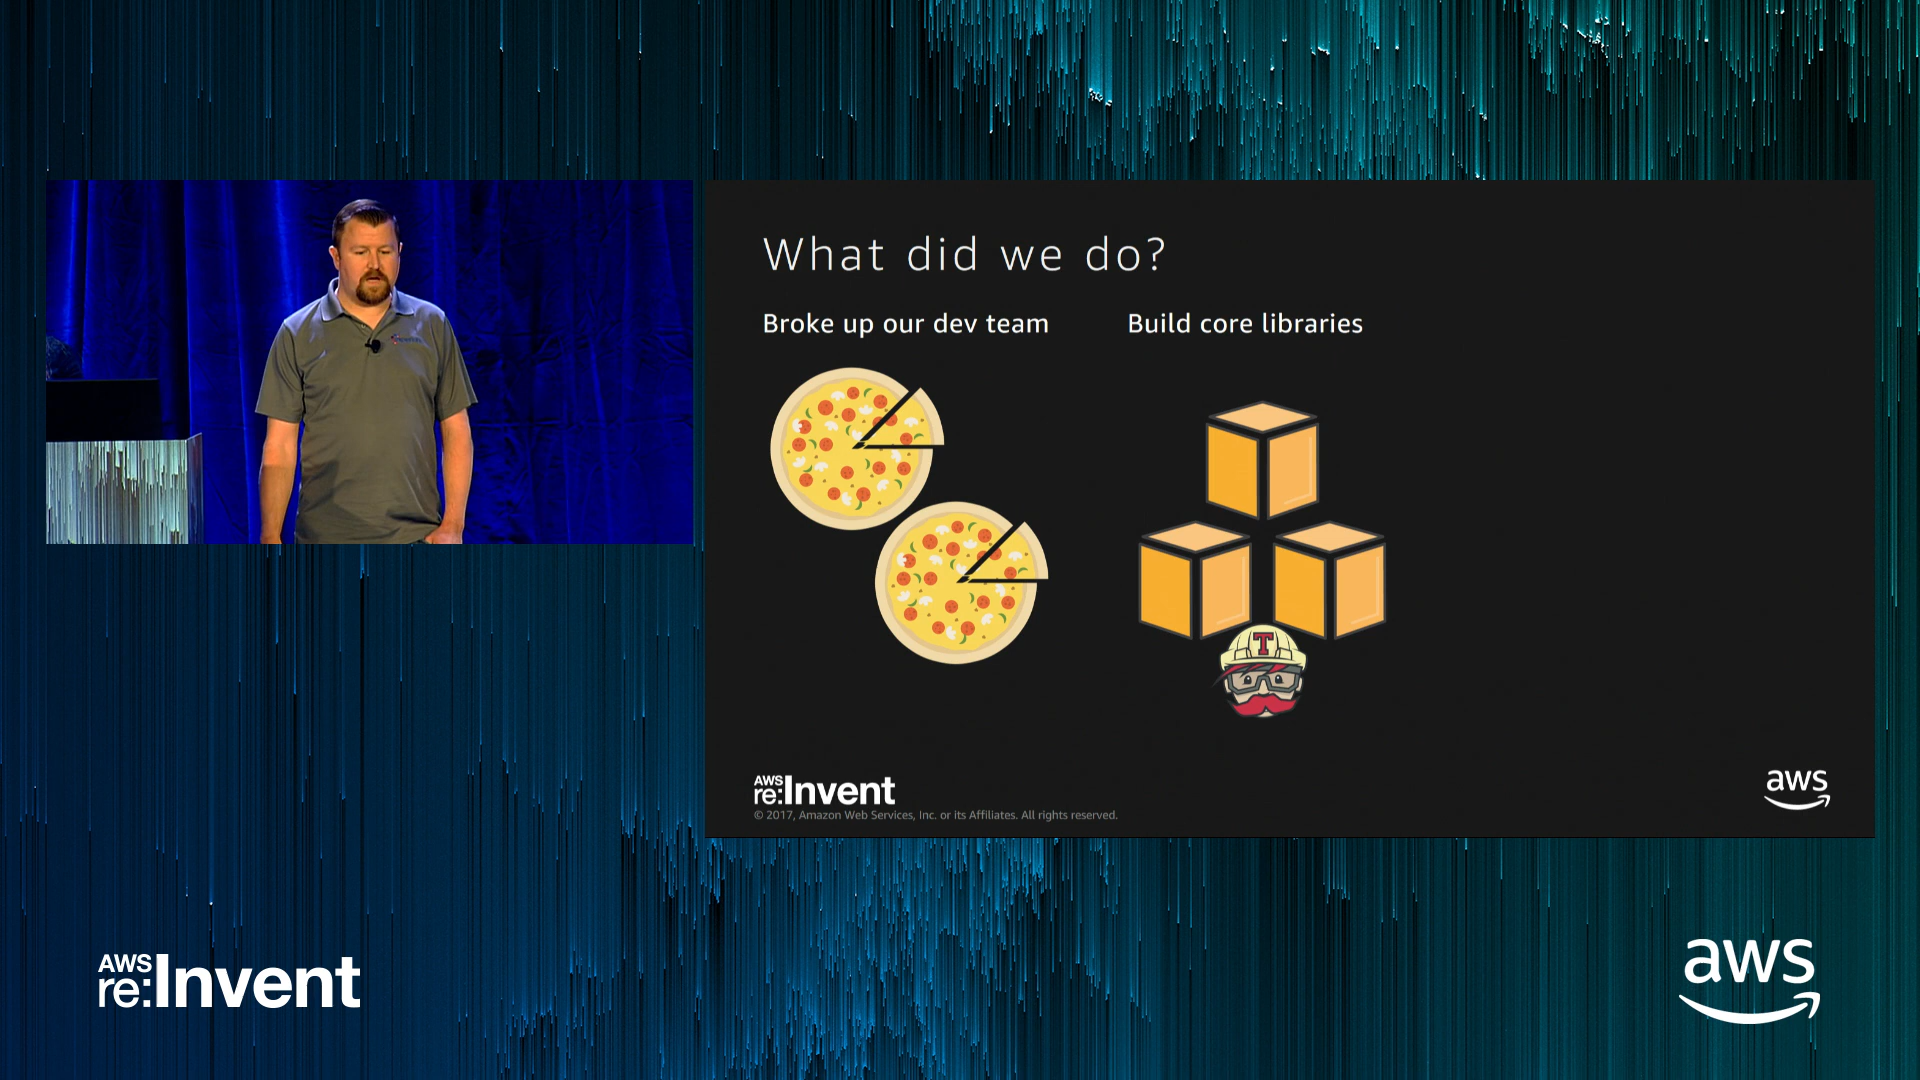 What did we do?
Broke up our dev team
Build core libraries
T
AWS
re:Invent
© 2017, Amazon Web Services, Inc. or its Affiliates. All rights reserved.
aws
AWS
re:Invent
aws